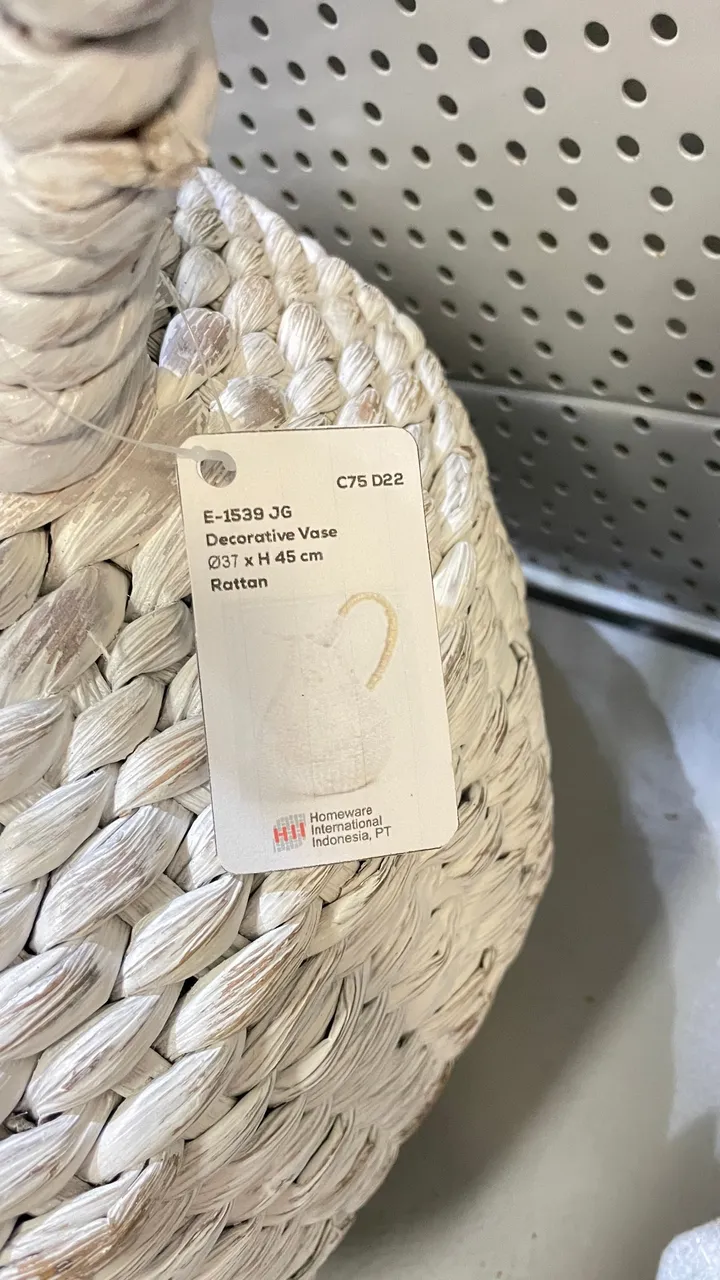 C75 D22
E-1539 JG
Decorative Vase
Ø37 x H 45 cm
Rattan
HII
Homeware
International
Indonesia, PT